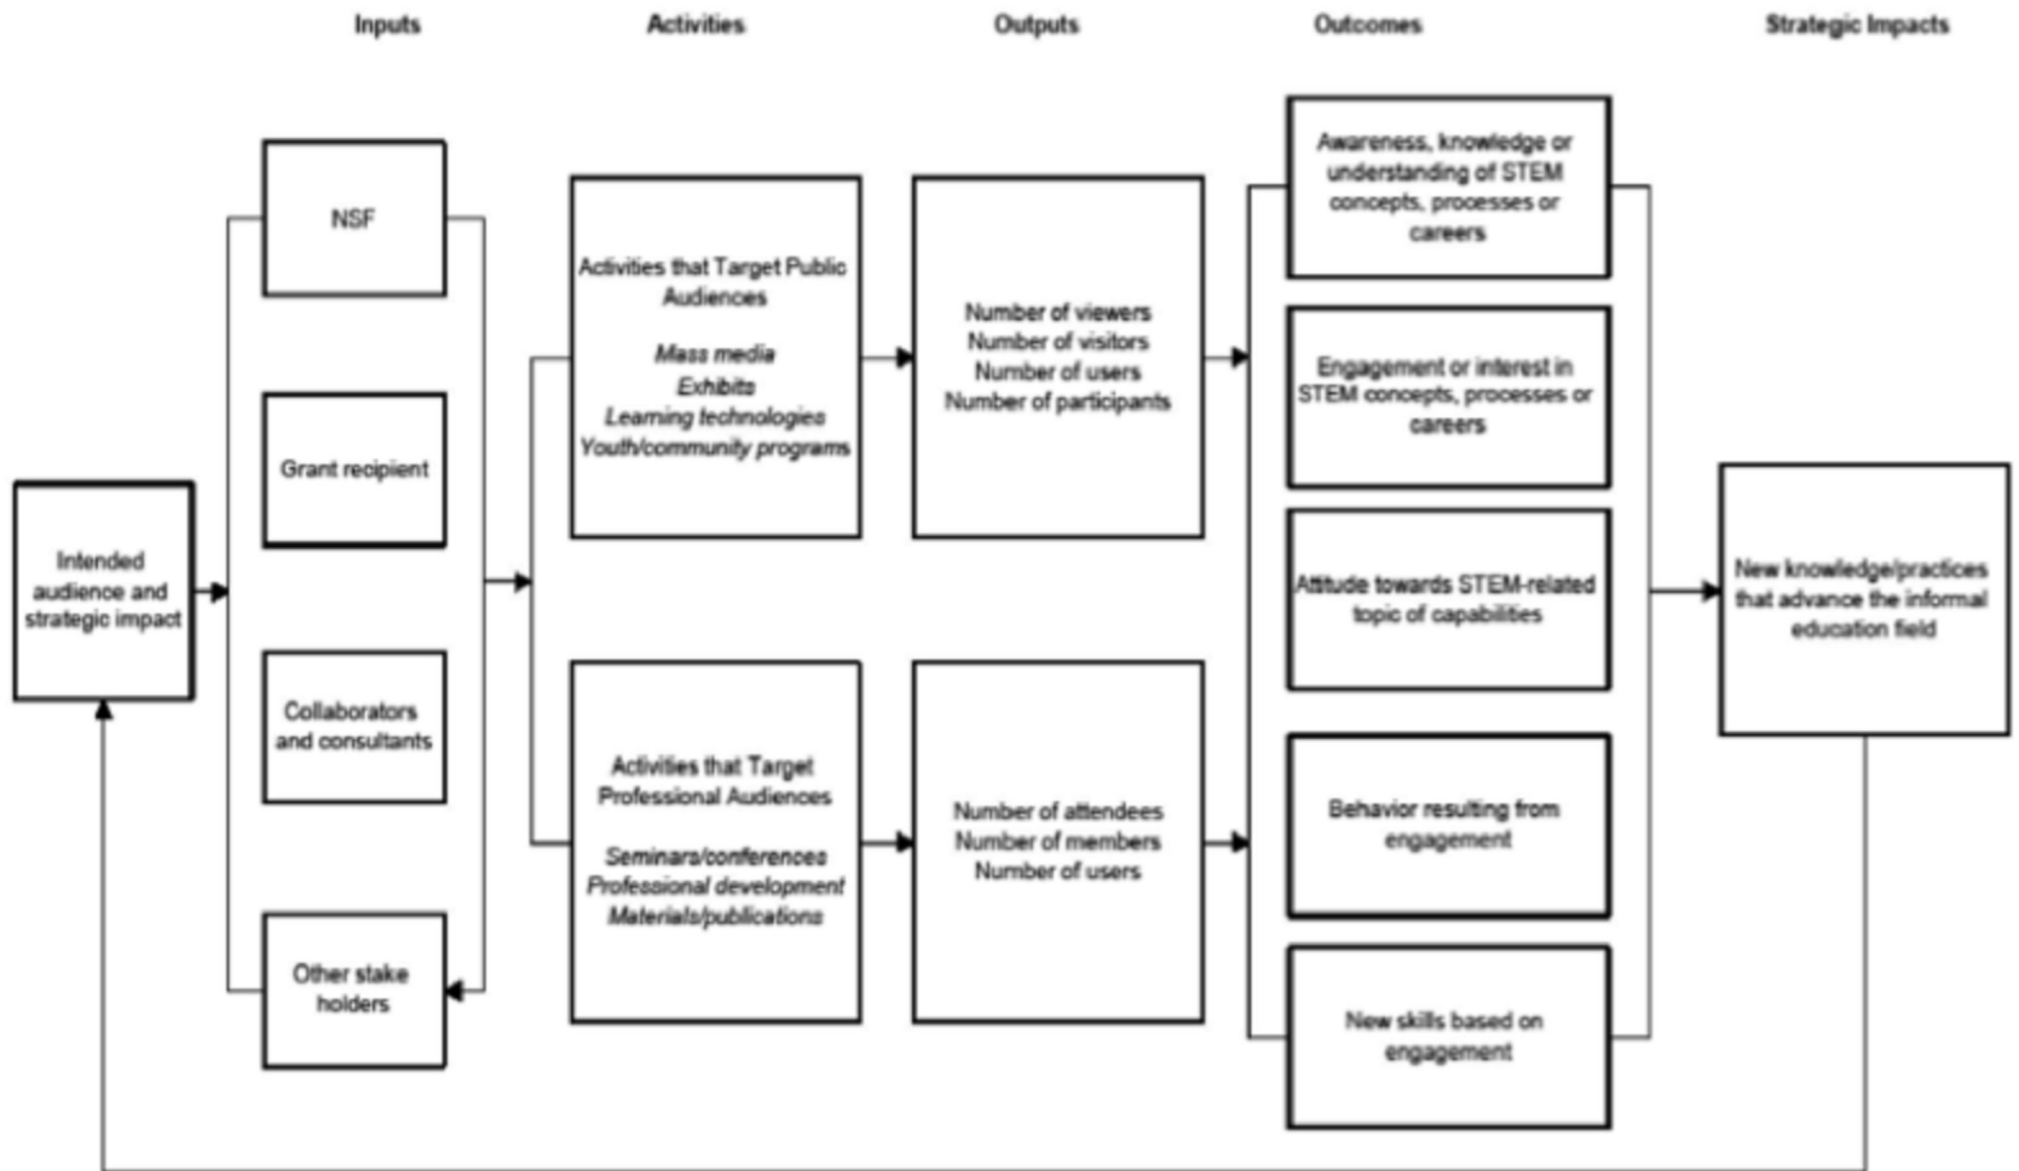 Inputs
Activities
Outputs
Outcomes
Strategic Impacts
Intended
audience and
strategic impact
NSF
Grant recipient
Collaborators
and consultants
Other stake
holders
Activities that Target Public
Audiences
Mass media
Exhibits
Learning technologies
Youth/community programs
Activities that Target
Professional Audiences
Seminars/conferences
Professional development
Materials/publications
Number of viewers
Number of visitors
Number of users
Number of participants
Number of attendees
Number of members
Number of users
Awareness, knowledge or
understanding of STEM
concepts, processes or
careers
Engagement or interest in
STEM concepts, processes or
careers
Attitude towards STEM-related
topic of capabilities
Behavior resulting from
engagement
New skills based on
engagement
New knowledge/practices
that advance the informal
education field